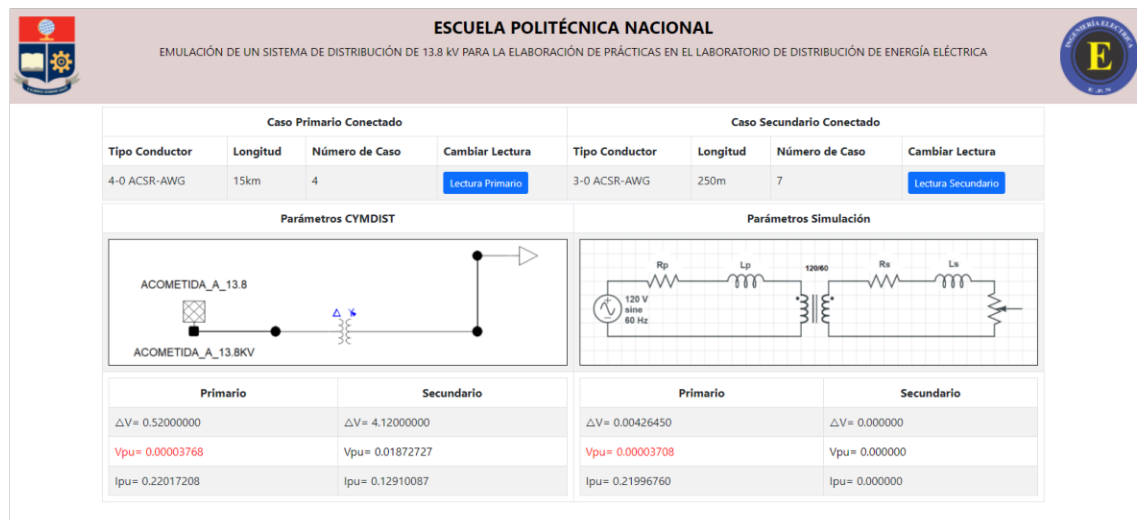 ESCUELA POLITÉCNICA NACIONAL
EMULACIÓN DE UN SISTEMA DE DISTRIBUCIÓN DE 13.8 kV PARA LA ELABORACIÓN DE PRÁCTICAS EN EL LABORATORIO DE DISTRIBUCIÓN DE ENERGÍA ELÉCTRICA
INGENIERÍA ELÉCTRICA
E
E.P.N
Caso Primario Conectado
Caso Secundario Conectado
Tipo Conductor Longitud Número de Caso Cambiar Lectura Tipo Conductor Longitud Número de Caso Cambiar Lectura
4-0 ACSR-AWG 15km 4 Lectura Primario 3-0 ACSR-AWG 250m 7 Lectura Secundario
Parámetros CYMDIST
Parámetros Simulación
ACOMETIDA_A_13.8
ACOMETIDA_A_13.8KV
Rp Lp 120/60 Rs Ls
120 V
sine
60 Hz
Primario Secundario Primario Secundario
△V= 0.52000000 △V= 4.12000000 △V= 0.00426450 △V= 0.000000
Vpu= 0.00003768 Vpu= 0.01872727 Vpu= 0.00003708 Vpu= 0.000000
Ipu= 0.22017208 Ipu= 0.12910087 Ipu= 0.21996760 Ipu= 0.000000